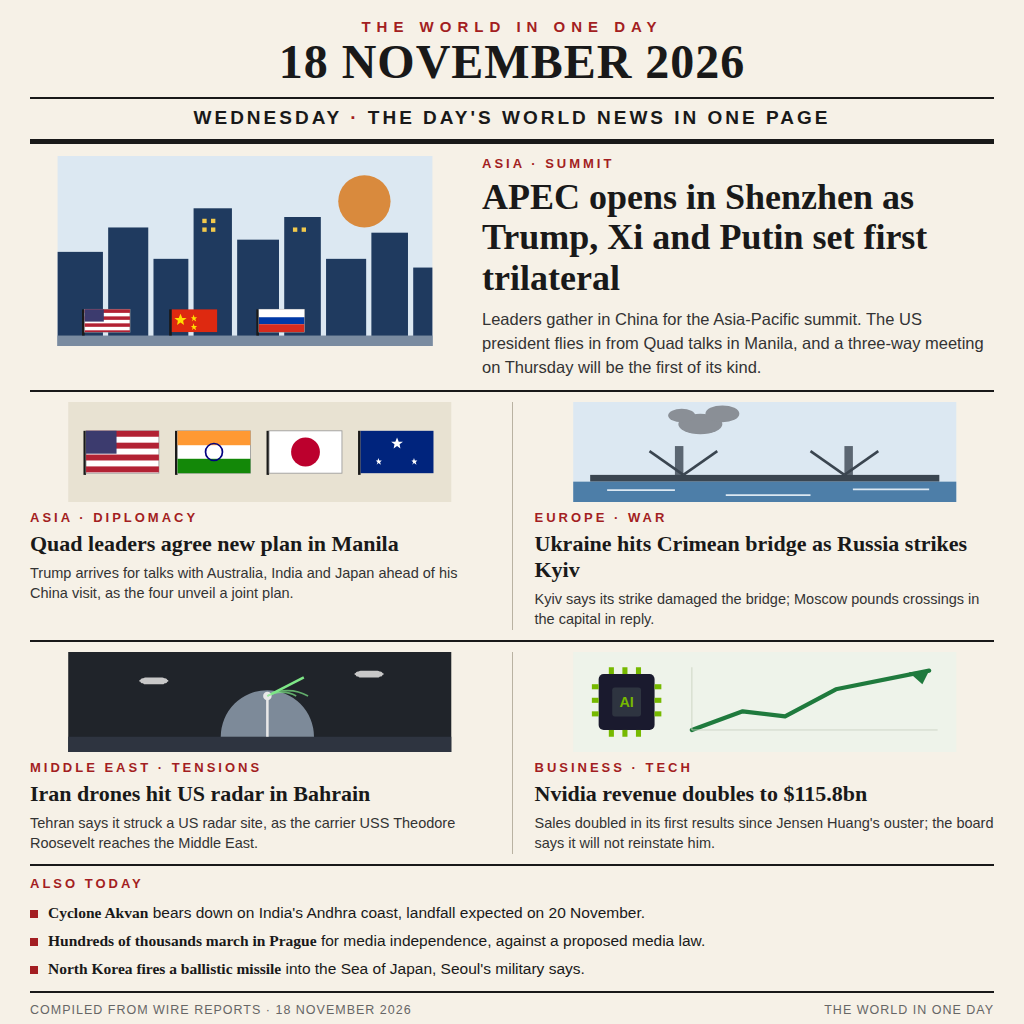 THE WORLD IN ONE DAY
18 NOVEMBER 2026
WEDNESDAY · THE DAY'S WORLD NEWS IN ONE PAGE
ASIA · SUMMIT
APEC opens in Shenzhen as
Trump, Xi and Putin set first
trilateral
Leaders gather in China for the Asia-Pacific summit. The US
president flies in from Quad talks in Manila, and a three-way meeting
on Thursday will be the first of its kind.
ASIA · DIPLOMACY
Quad leaders agree new plan in Manila
Trump arrives for talks with Australia, India and Japan ahead of his
China visit, as the four unveil a joint plan.
EUROPE · WAR
Ukraine hits Crimean bridge as Russia strikes
Kyiv
Kyiv says its strike damaged the bridge; Moscow pounds crossings in
the capital in reply.
MIDDLE EAST · TENSIONS
Iran drones hit US radar in Bahrain
Tehran says it struck a US radar site, as the carrier USS Theodore
Roosevelt reaches the Middle East.
AI
BUSINESS · TECH
Nvidia revenue doubles to $115.8bn
Sales doubled in its first results since Jensen Huang's ouster; the board
says it will not reinstate him.
ALSO TODAY
Cyclone Akvan bears down on India's Andhra coast, landfall expected on 20 November.
Hundreds of thousands march in Prague for media independence, against a proposed media law.
North Korea fires a ballistic missile into the Sea of Japan, Seoul's military says.
COMPILED FROM WIRE REPORTS · 18 NOVEMBER 2026
THE WORLD IN ONE DAY